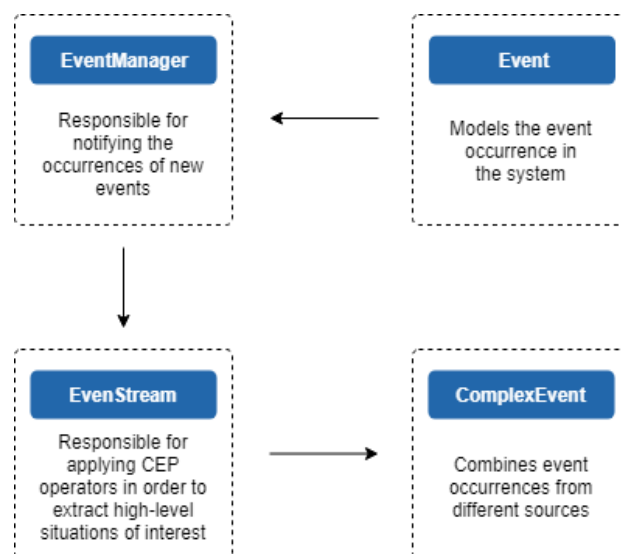 EventManager
Responsible for
notifying the
occurrences of new
events
Event
Models the event
occurrence in
the system
EvenStream
Responsible for
applying CEP
operators in order to
extract high-level
situations of interest
ComplexEvent
Combines event
occurrences from
different sources